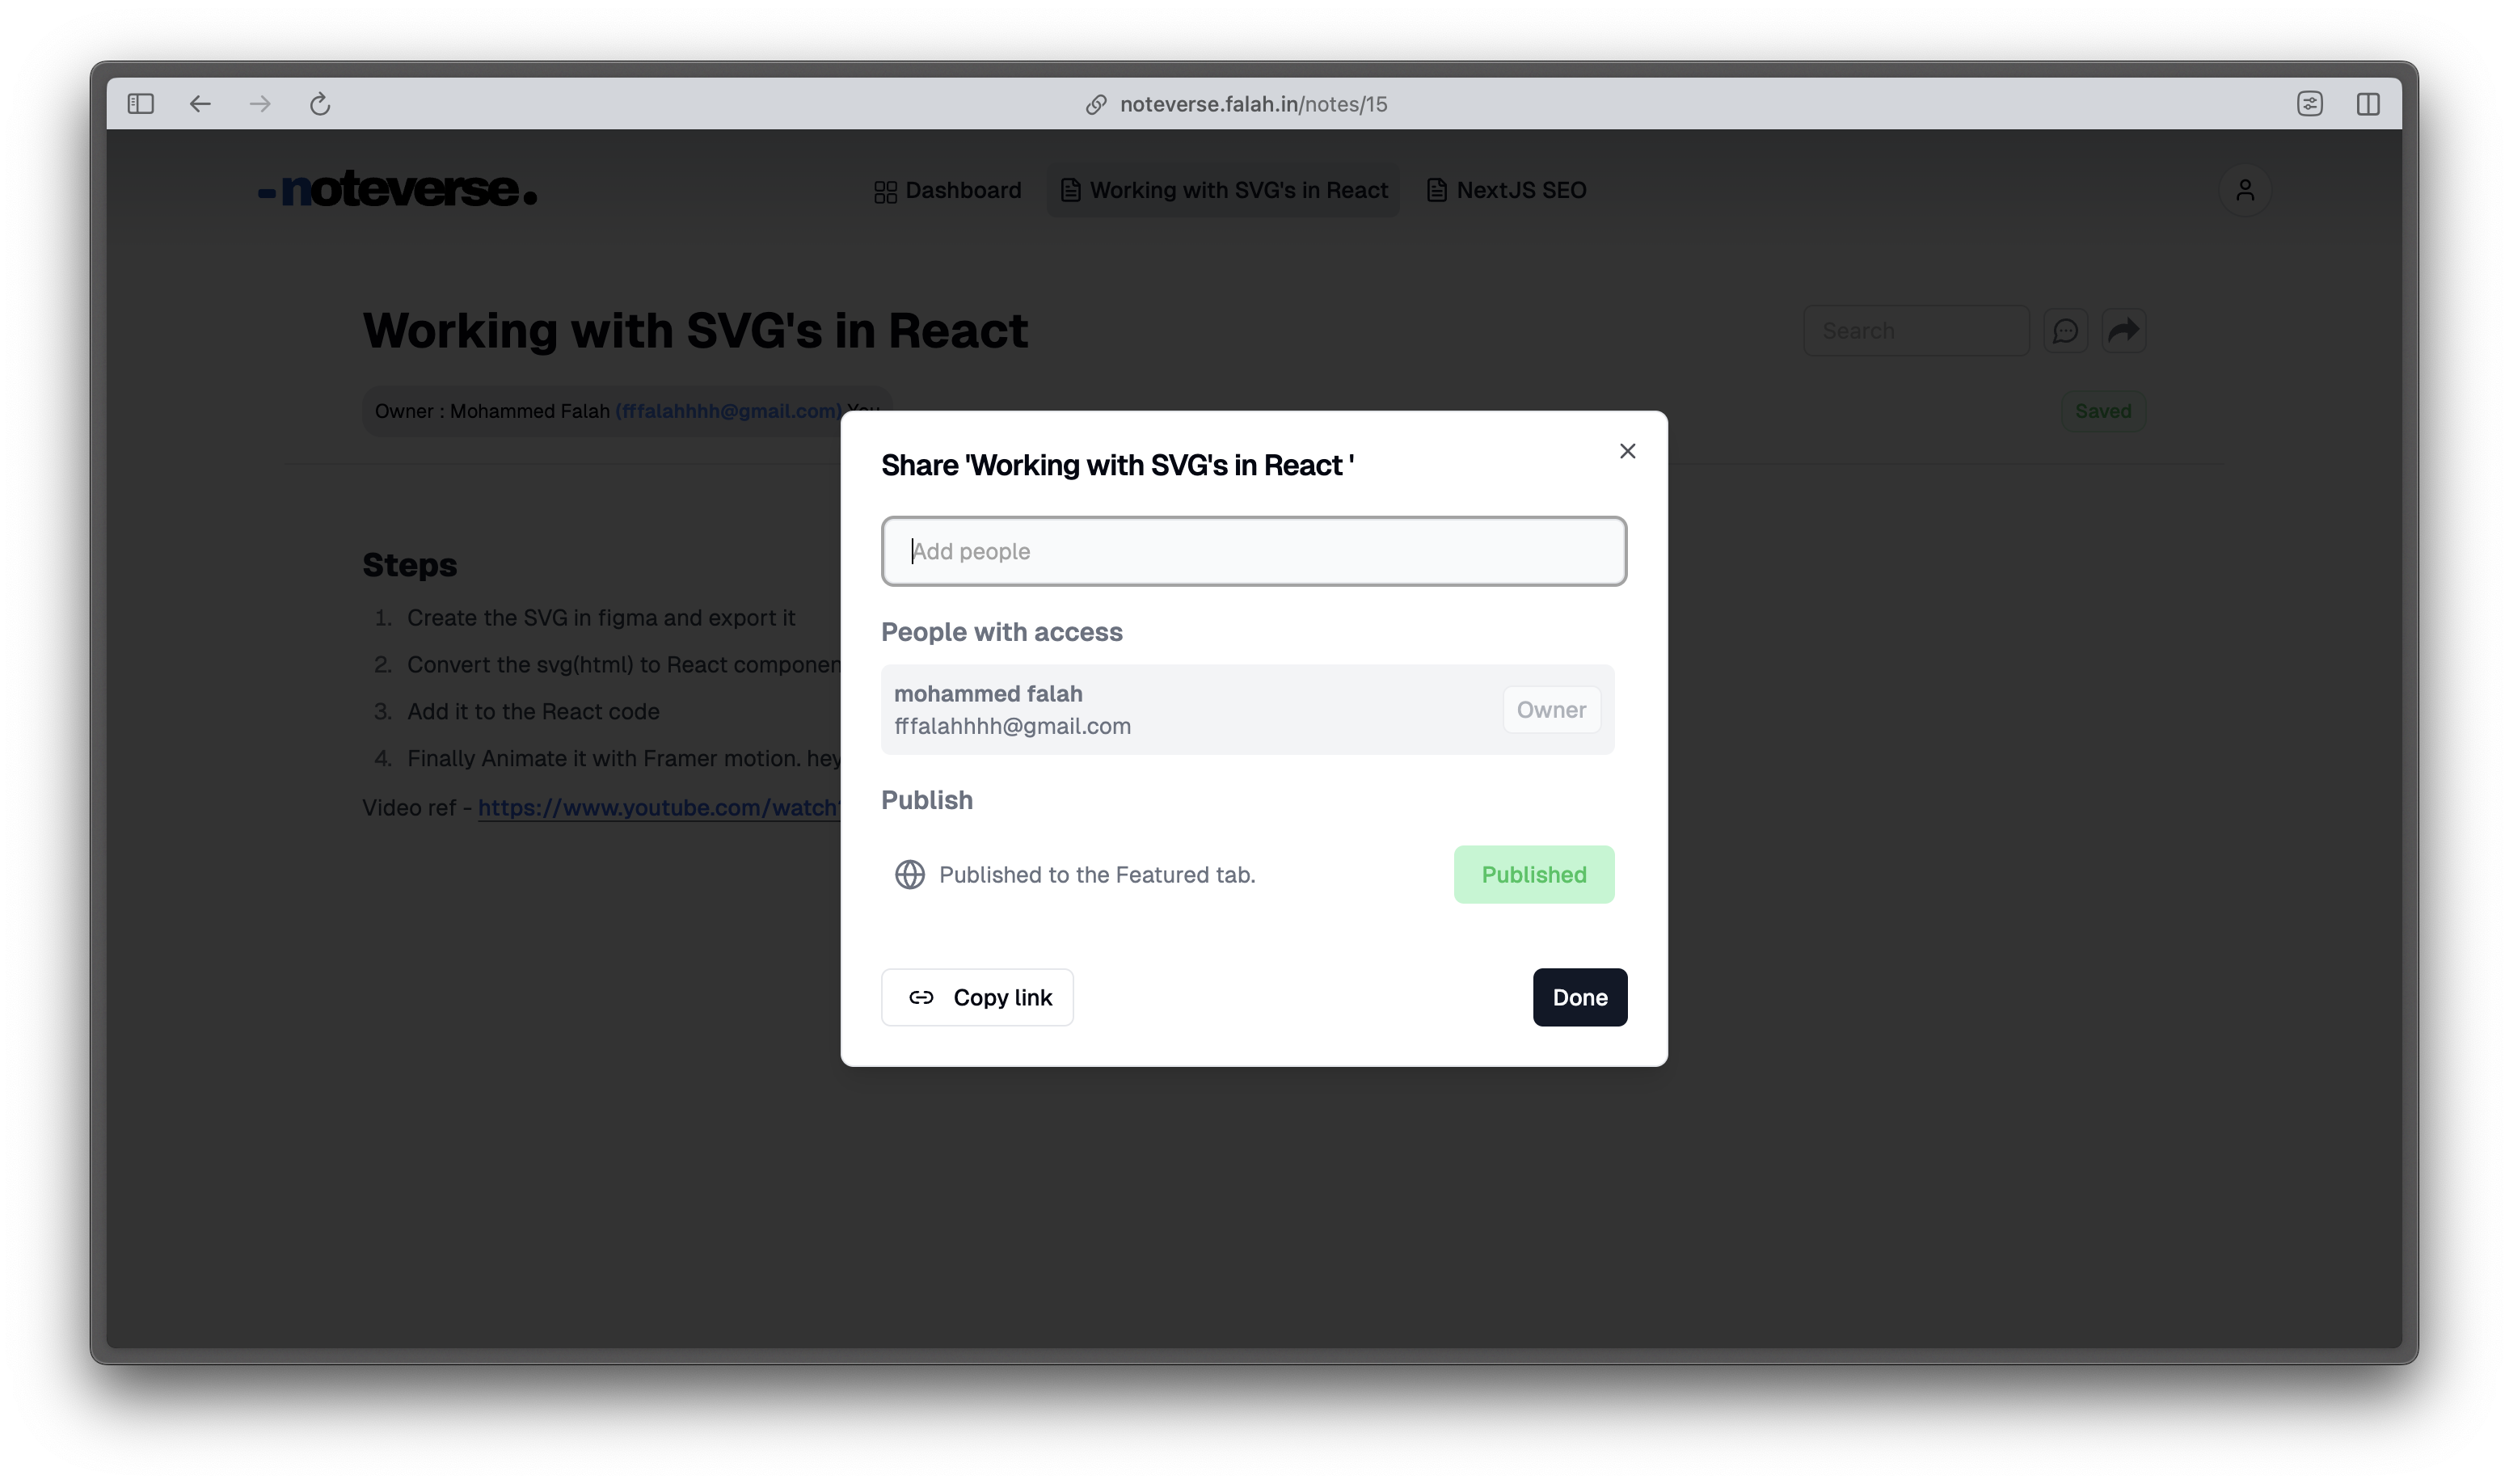 noteverse.falah.in/notes/15
-noteverse.
Dashboard
Working with SVG's in React
NextJS SEO
Working with SVG's in React
Search
Owner : Mohammed Falah (fffalahhhh@gmail.com) You
Saved
Share 'Working with SVG's in React '
Add people
Steps
1. Create the SVG in figma and export it
2. Convert the svg(html) to React componen
3. Add it to the React code
4. Finally Animate it with Framer motion. hey
Video ref - https://www.youtube.com/watch
People with access
mohammed falah
fffalahhhh@gmail.com
Owner
Publish
Published to the Featured tab.
Published
Copy link
Done